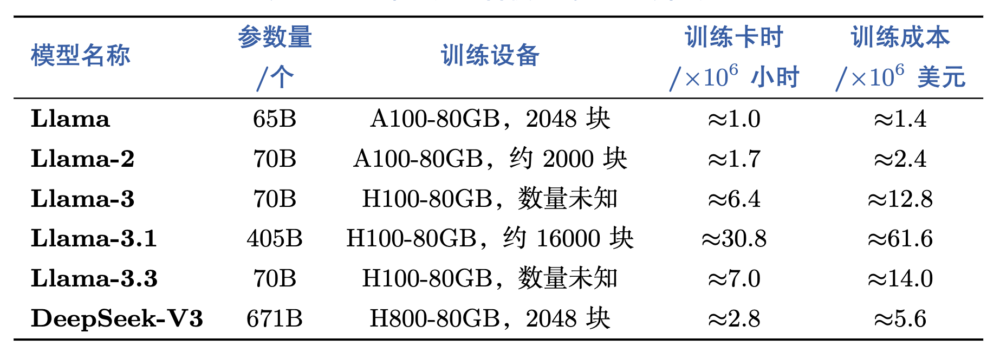 模型名称 参数量/个 训练设备 训练卡时/×10⁶ 小时 训练成本/×10⁶ 美元
Llama 65B A100-80GB，2048 块 ≈1.0 ≈1.4
Llama-2 70B A100-80GB，约 2000 块 ≈1.7 ≈2.4
Llama-3 70B H100-80GB，数量未知 ≈6.4 ≈12.8
Llama-3.1 405B H100-80GB，约 16000 块 ≈30.8 ≈61.6
Llama-3.3 70B H100-80GB，数量未知 ≈7.0 ≈14.0
DeepSeek-V3 671B H800-80GB，2048 块 ≈2.8 ≈5.6